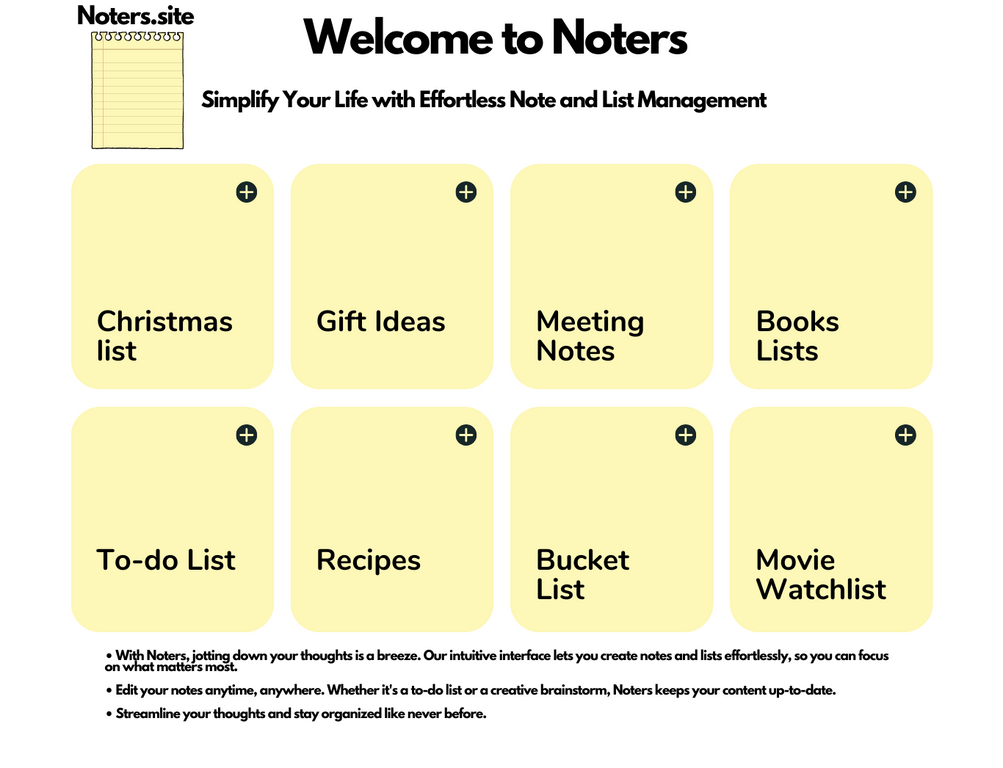 Noters.site
Welcome to Noters
Simplify Your Life with Effortless Note and List Management
Christmas
list
Gift Ideas
Meeting
Notes
Books
Lists
To-do List
Recipes
Bucket
List
Movie
Watchlist
• With Noters, jotting down your thoughts is a breeze. Our intuitive interface lets you create notes and lists effortlessly, so you can focus
on what matters most.
• Edit your notes anytime, anywhere. Whether it's a to-do list or a creative brainstorm, Noters keeps your content up-to-date.
• Streamline your thoughts and stay organized like never before.